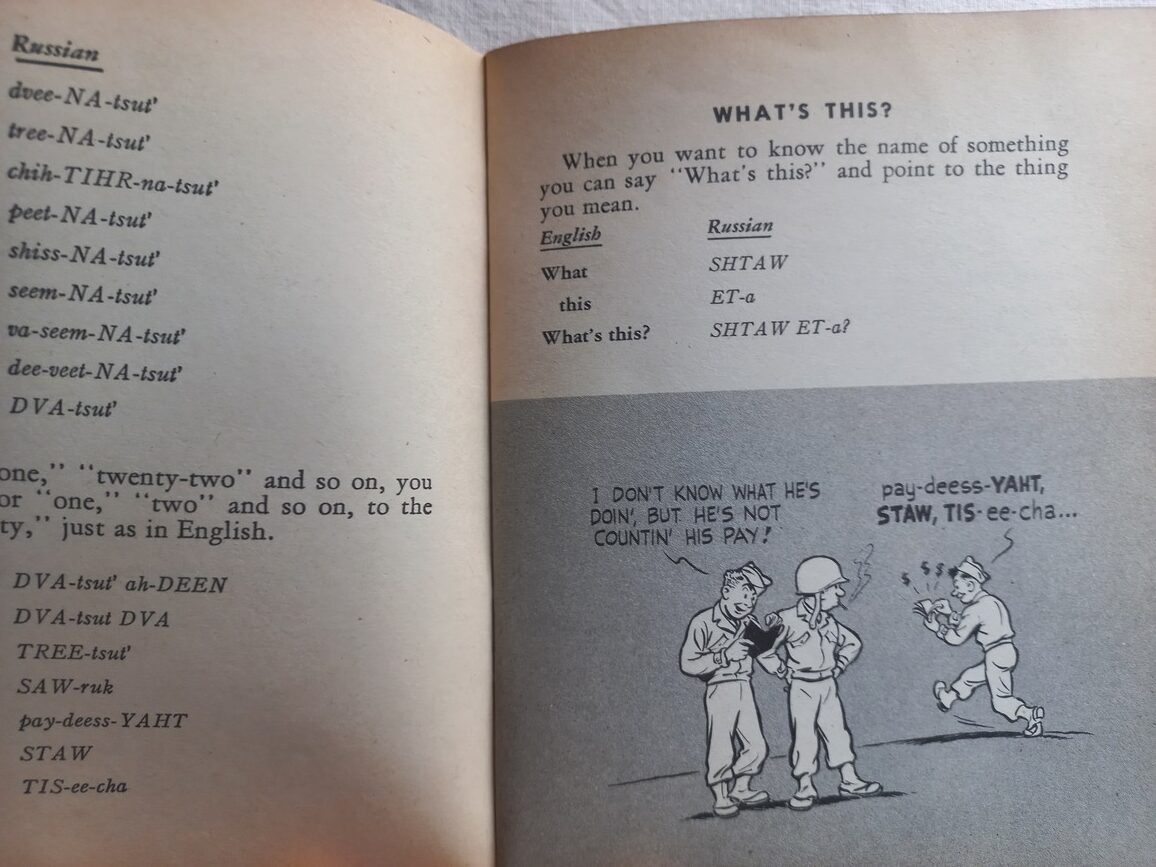 Russian
dvee-NA-tsut'
tree-NA-tsut'
chih-TIHR-na-tsut'
peet-NA-tsut'
shiss-NA-tsut'
seem-NA-tsut'
va-seem-NA-tsut'
dee-veet-NA-tsut'
DVA-tsut'
one," "twenty-two" and so on, you
or "one," "two" and so on, to the
ty," just as in English.
DVA-tsut' ah-DEEN
DVA-tsut DVA
TREE-tsut'
SAW-ruk
pay-deess-YAHT
STAW
TIS-ee-cha
WHAT'S THIS?
When you want to know the name of something
you can say "What's this?" and point to the thing
you mean.
English Russian
What SHTAW
this ET-a
What's this? SHTAW ET-a?
I DON'T KNOW WHAT HE'S
DOIN', BUT HE'S NOT
COUNTIN' HIS PAY!
pay-deess-YAHT,
STAW, TIS-ee-cha...
$ $ $